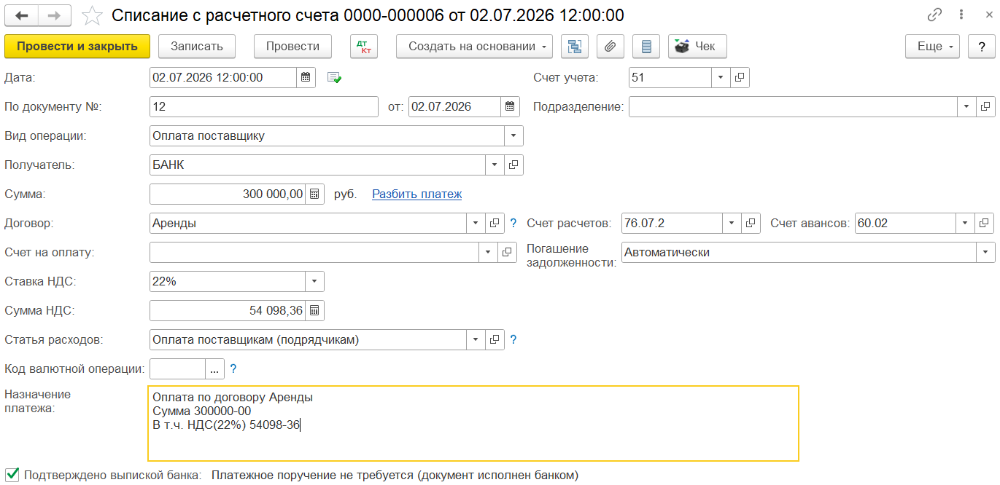 Списание с расчетного счета 0000-000006 от 02.07.2026 12:00:00
Провести и закрыть Записать Провести Дт Кт Создать на основании Чек Еще ?
Дата: 02.07.2026 12:00:00 Счет учета: 51
По документу №: 12 от: 02.07.2026 Подразделение:
Вид операции: Оплата поставщику
Получатель: БАНК
Сумма: 300 000,00 руб. Разбить платеж
Договор: Аренды ? Счет расчетов: 76.07.2 Счет авансов: 60.02
Счет на оплату: Погашение задолженности: Автоматически
Ставка НДС: 22%
Сумма НДС: 54 098,36
Статья расходов: Оплата поставщикам (подрядчикам) ?
Код валютной операции: ... ?
Назначение платежа:
Оплата по договору Аренды
Сумма 300000-00
В т.ч. НДС(22%) 54098-36
Подтверждено выпиской банка: Платежное поручение не требуется (документ исполнен банком)